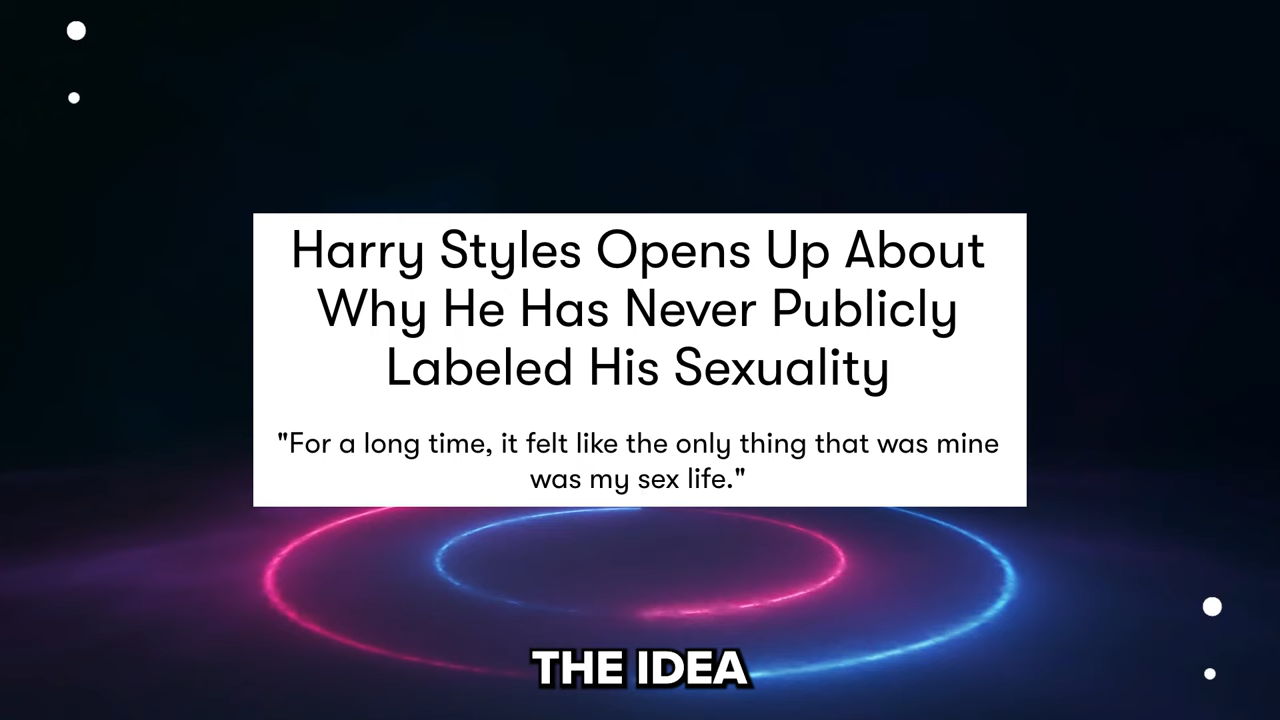 Harry Styles Opens Up About
Why He Has Never Publicly
Labeled His Sexuality
"For a long time, it felt like the only thing that was mine
was my sex life."
THE IDEA